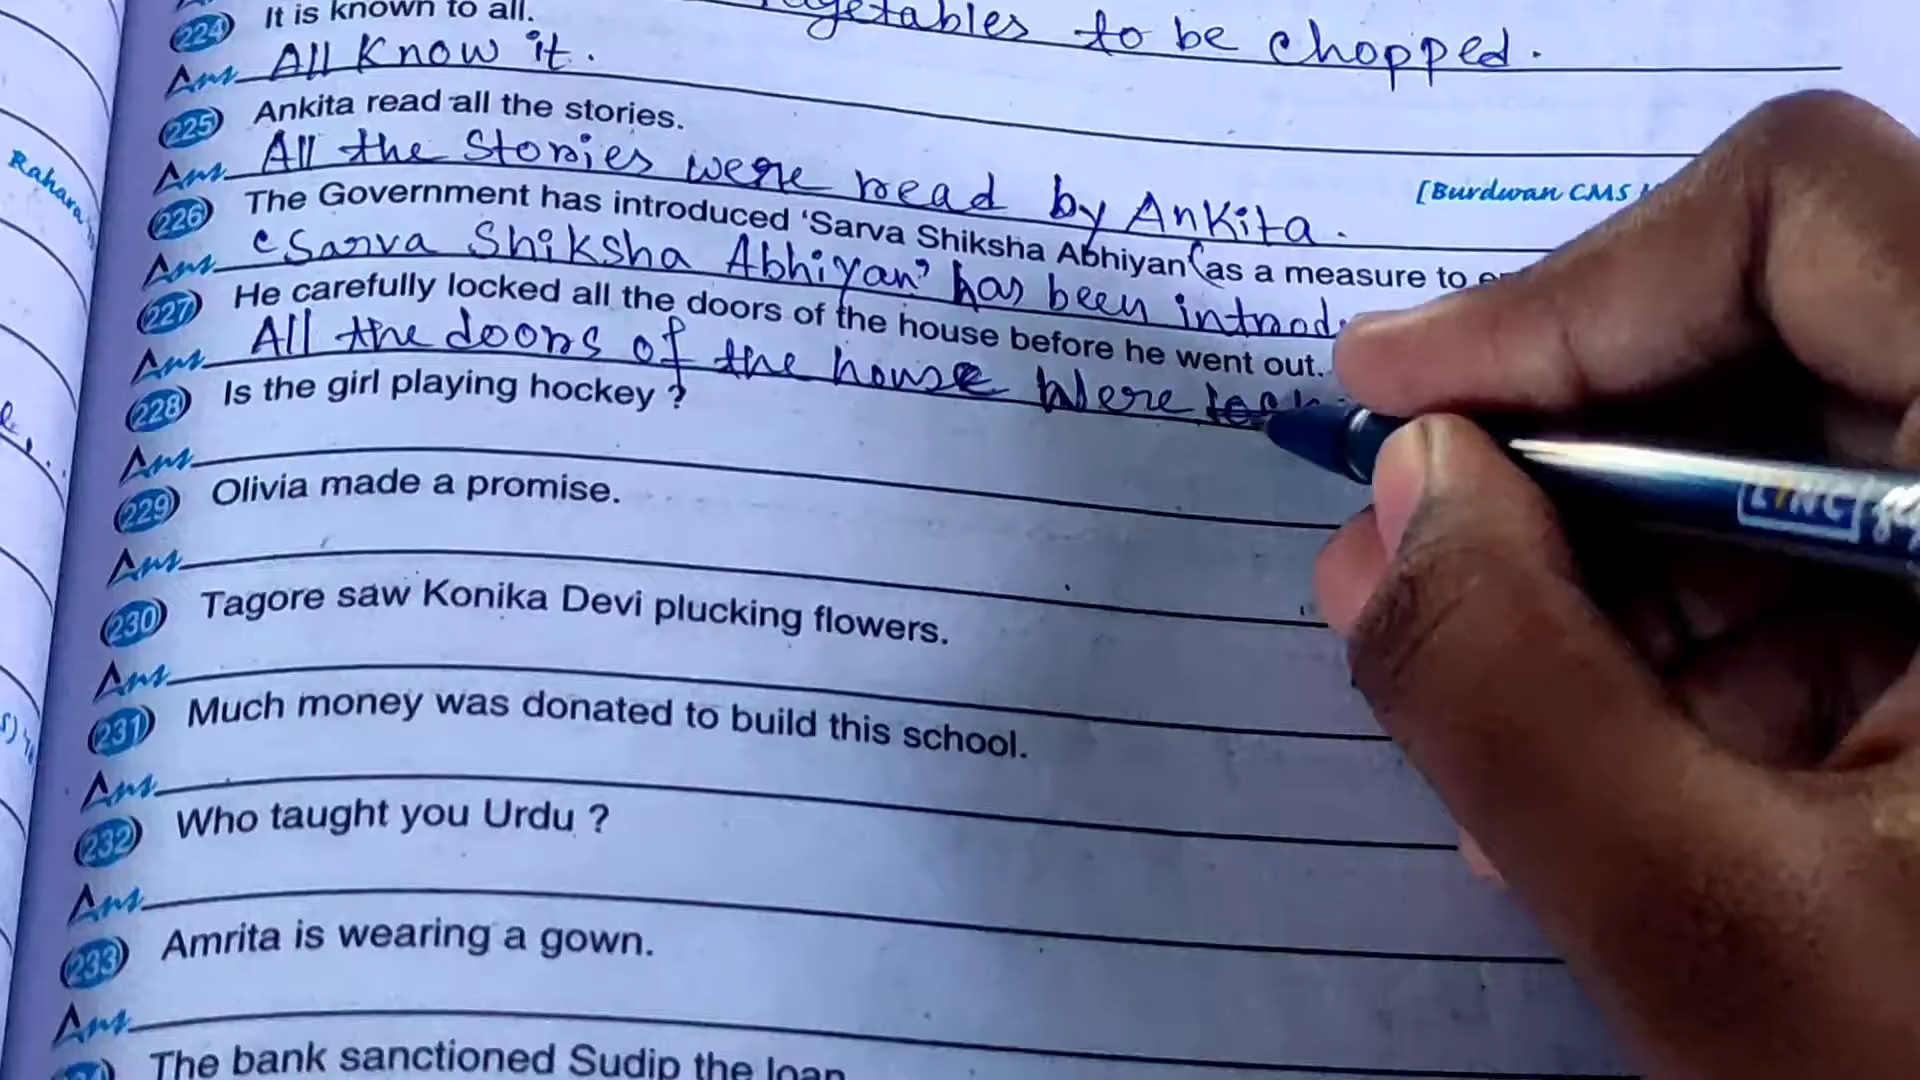 224 It is known to all.
vegetables to be chopped.
Ans All know it.
225 Ankita read all the stories.
Ans All the stories were read by Ankita.
[Burdwan CMS
Rahara
226 The Government has introduced ‘Sarva Shiksha Abhiyan’ as a measure to
Ans ‘Sarva Shiksha Abhiyan’ has been
227 He carefully locked all the doors of the house before he went out.
Ans All the doors of the house were
228 Is the girl playing hockey ?
Ans
229 Olivia made a promise.
Ans
230 Tagore saw Konika Devi plucking flowers.
Ans
231 Much money was donated to build this school.
Ans
232 Who taught you Urdu ?
Ans
233 Amrita is wearing a gown.
Ans
The bank sanctioned Sudip the loan
LINC